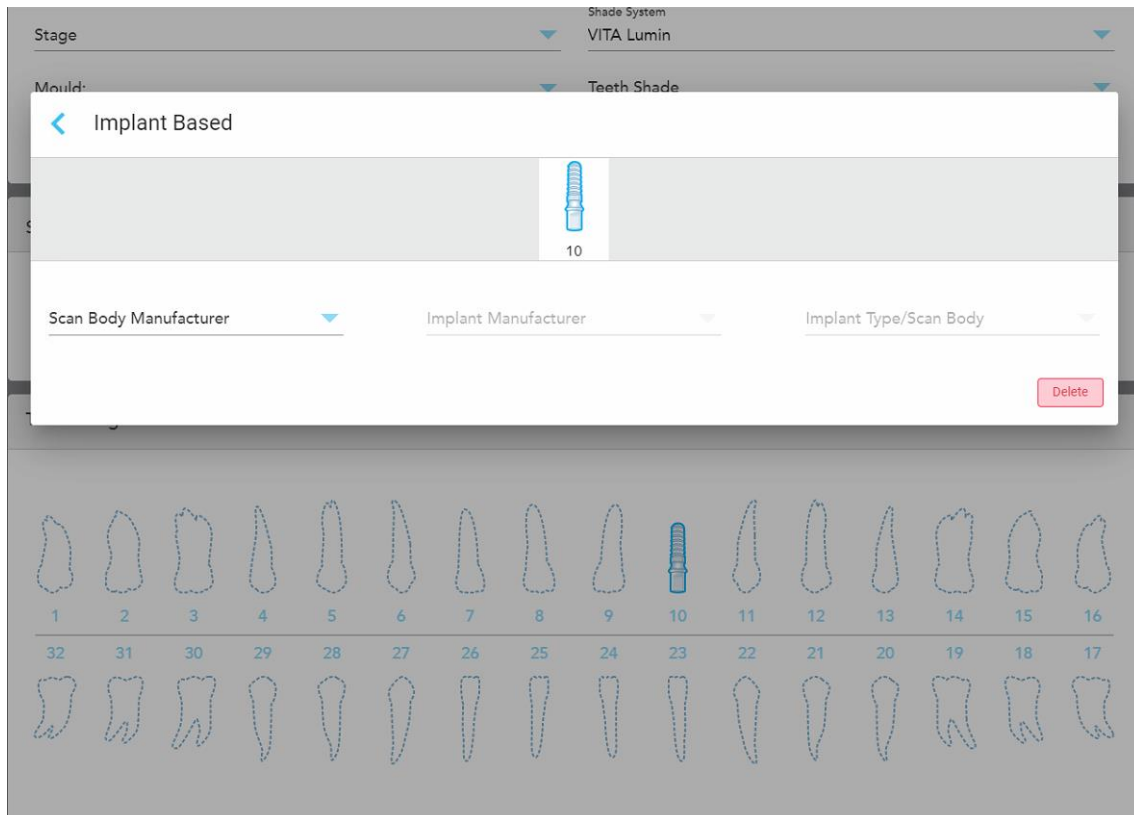 Shade System
Stage VITA Lumin
Mould: Teeth Shade
Implant Based
10
Scan Body Manufacturer Implant Manufacturer Implant Type/Scan Body
Delete
1 2 3 4 5 6 7 8 9 10 11 12 13 14 15 16
32 31 30 29 28 27 26 25 24 23 22 21 20 19 18 17